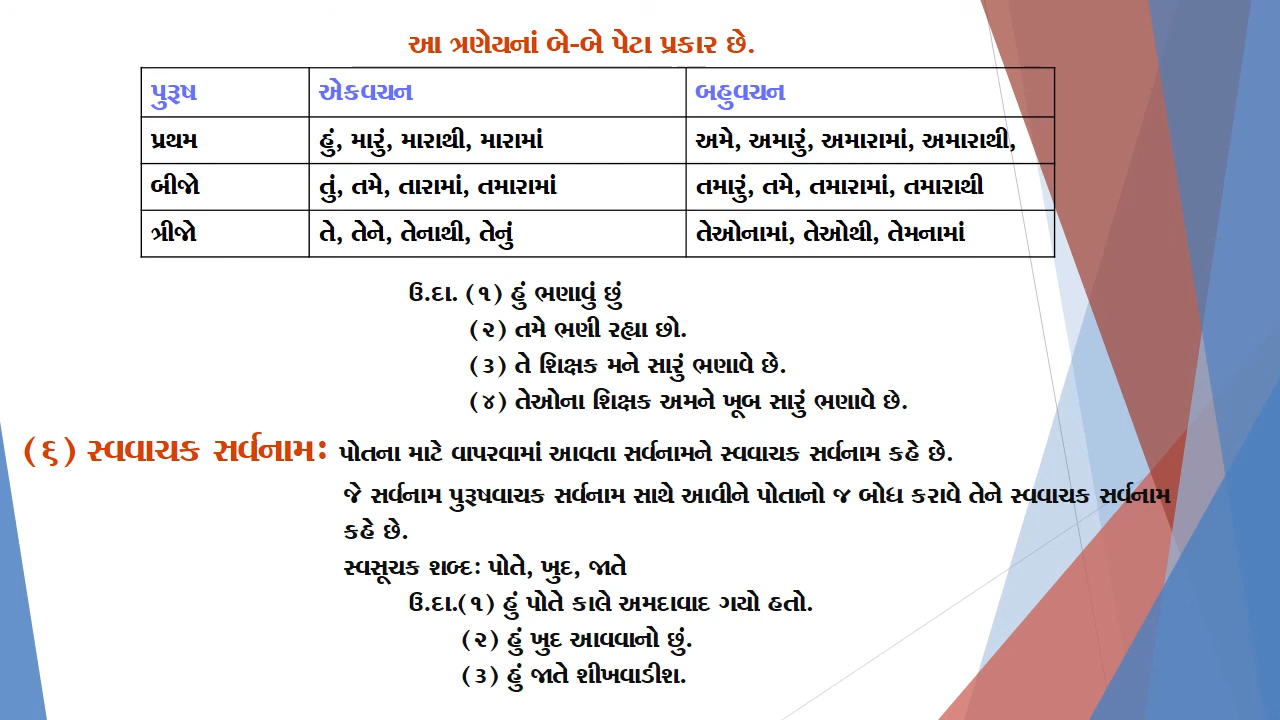 આ ત્રણેયનાં બે-બે પેટા પ્રકાર છે.
પુરૂષ એકવચન બહુવચન
પ્રથમ હું, મારું, મારાથી, મારામાં અમે, અમારું, અમારામાં, અમારાથી,
બીજો તું, તમે, તારામાં, તમારામાં તમારું, તમે, તમારામાં, તમારાથી
ત્રીજો તે, તેને, તેનાથી, તેનું તેઓનામાં, તેઓથી, તેમનામાં
ઉ.દા. (૧) હું ભણાવું છું
(૨) તમે ભણી રહ્યા છો.
(૩) તે શિક્ષક મને સારું ભણાવે છે.
(૪) તેઓના શિક્ષક અમને ખૂબ સારું ભણાવે છે.
(૬) સ્વવાચક સર્વનામ: પોતના માટે વાપરવામાં આવતા સર્વનામને સ્વવાચક સર્વનામ કહે છે.
જે સર્વનામ પુરૂષવાચક સર્વનામ સાથે આવીને પોતાનો જ બોધ કરાવે તેને સ્વવાચક સર્વનામ
કહે છે.
સ્વસૂચક શબ્દ: પોતે, ખુદ, જાતે
ઉ.દા.(૧) હું પોતે કાલે અમદાવાદ ગયો હતો.
(૨) હું ખુદ આવવાનો છું.
(૩) હું જાતે શીખવાડીશ.